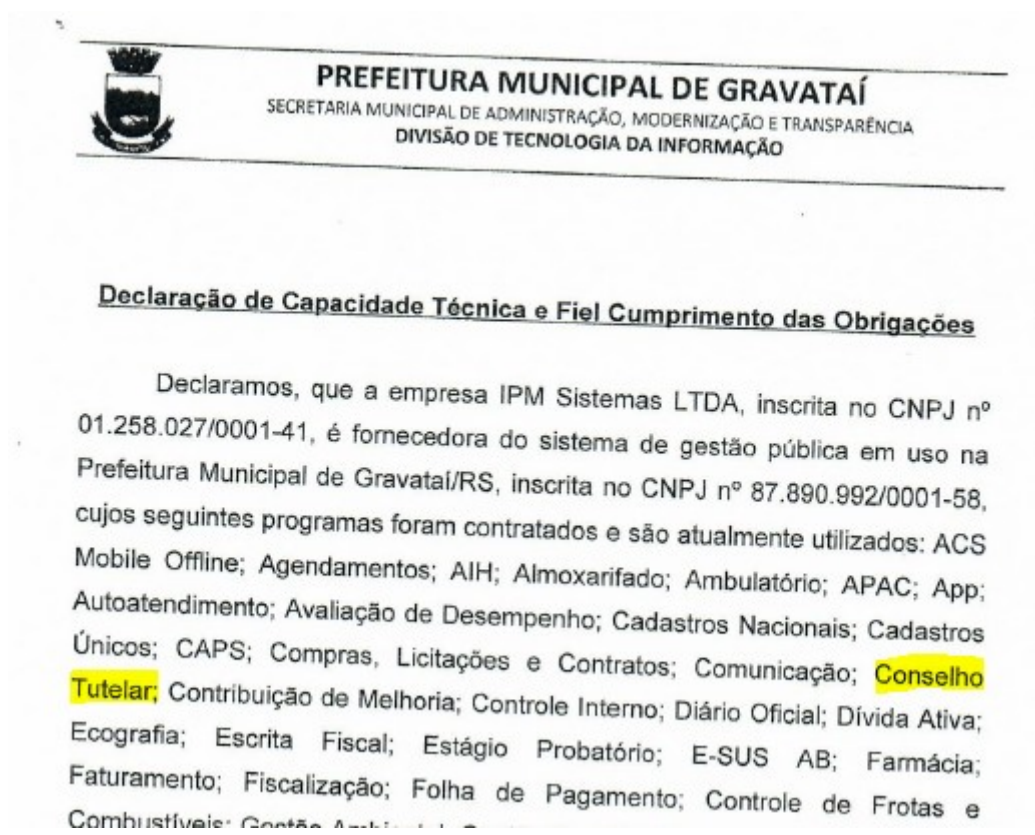 PREFEITURA MUNICIPAL DE GRAVATAÍ
SECRETARIA MUNICIPAL DE ADMINISTRAÇÃO, MODERNIZAÇÃO E TRANSPARÊNCIA
DIVISÃO DE TECNOLOGIA DA INFORMAÇÃO
Declaração de Capacidade Técnica e Fiel Cumprimento das Obrigações
Declaramos, que a empresa IPM Sistemas LTDA, inscrita no CNPJ nº
01.258.027/0001-41, é fornecedora do sistema de gestão pública em uso na
Prefeitura Municipal de Gravataí/RS, inscrita no CNPJ nº 87.890.992/0001-58,
cujos seguintes programas foram contratados e são atualmente utilizados: ACS
Mobile Offline; Agendamentos; AIH; Almoxarifado; Ambulatório; APAC; App;
Autoatendimento; Avaliação de Desempenho; Cadastros Nacionais; Cadastros
Únicos; CAPS; Compras, Licitações e Contratos; Comunicação; Conselho
Tutelar; Contribuição de Melhoria; Controle Interno; Diário Oficial; Dívida Ativa;
Ecografia; Escrita Fiscal; Estágio Probatório; E-SUS AB; Farmácia;
Faturamento; Fiscalização; Folha de Pagamento; Controle de Frotas e
Combustíveis; Gestão Ambiental;